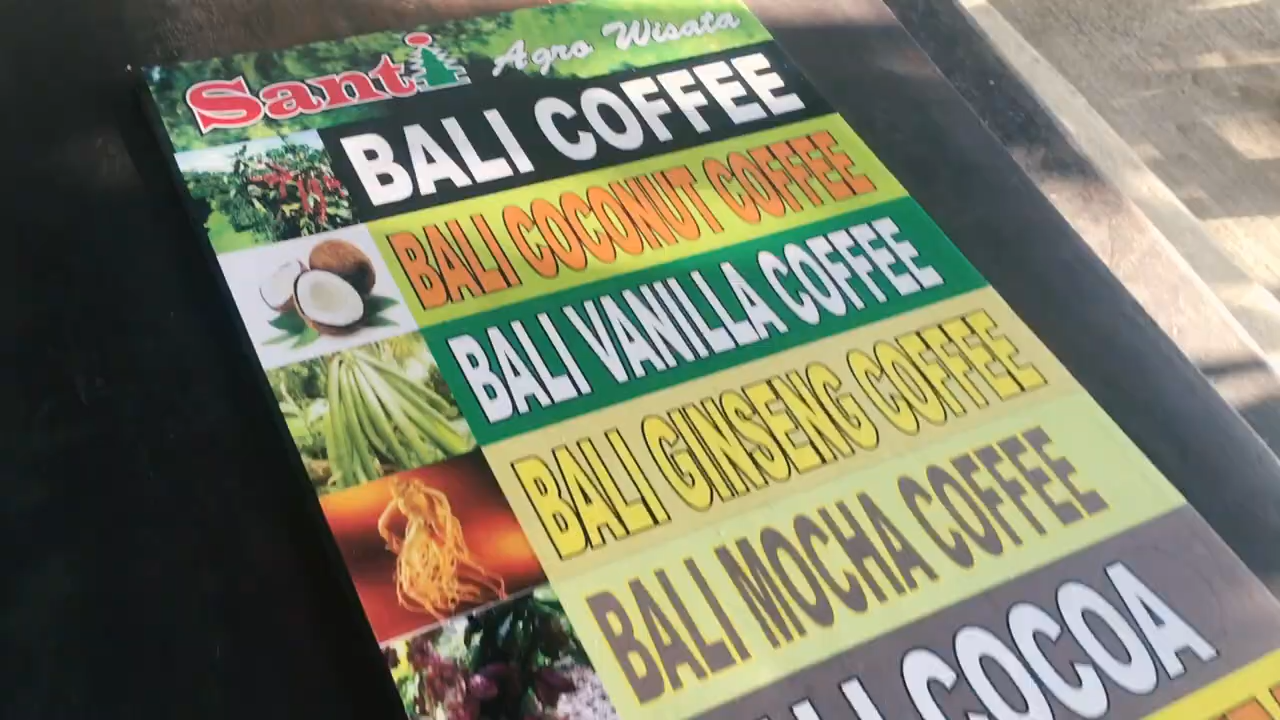 Santi Agro Wisata
BALI COFFEE
BALI COCONUT COFFEE
BALI VANILLA COFFEE
BALI GINSENG COFFEE
BALI MOCHA COFFEE
BALI COCOA